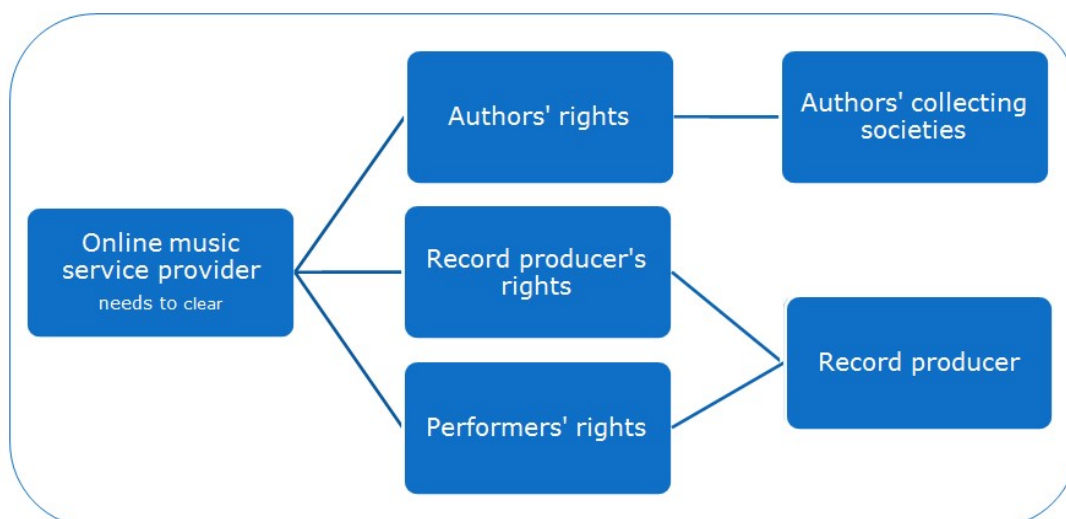 Online music
service provider
needs to clear
Authors' rights
Authors' collecting
societies
Record producer's
rights
Performers' rights
Record producer